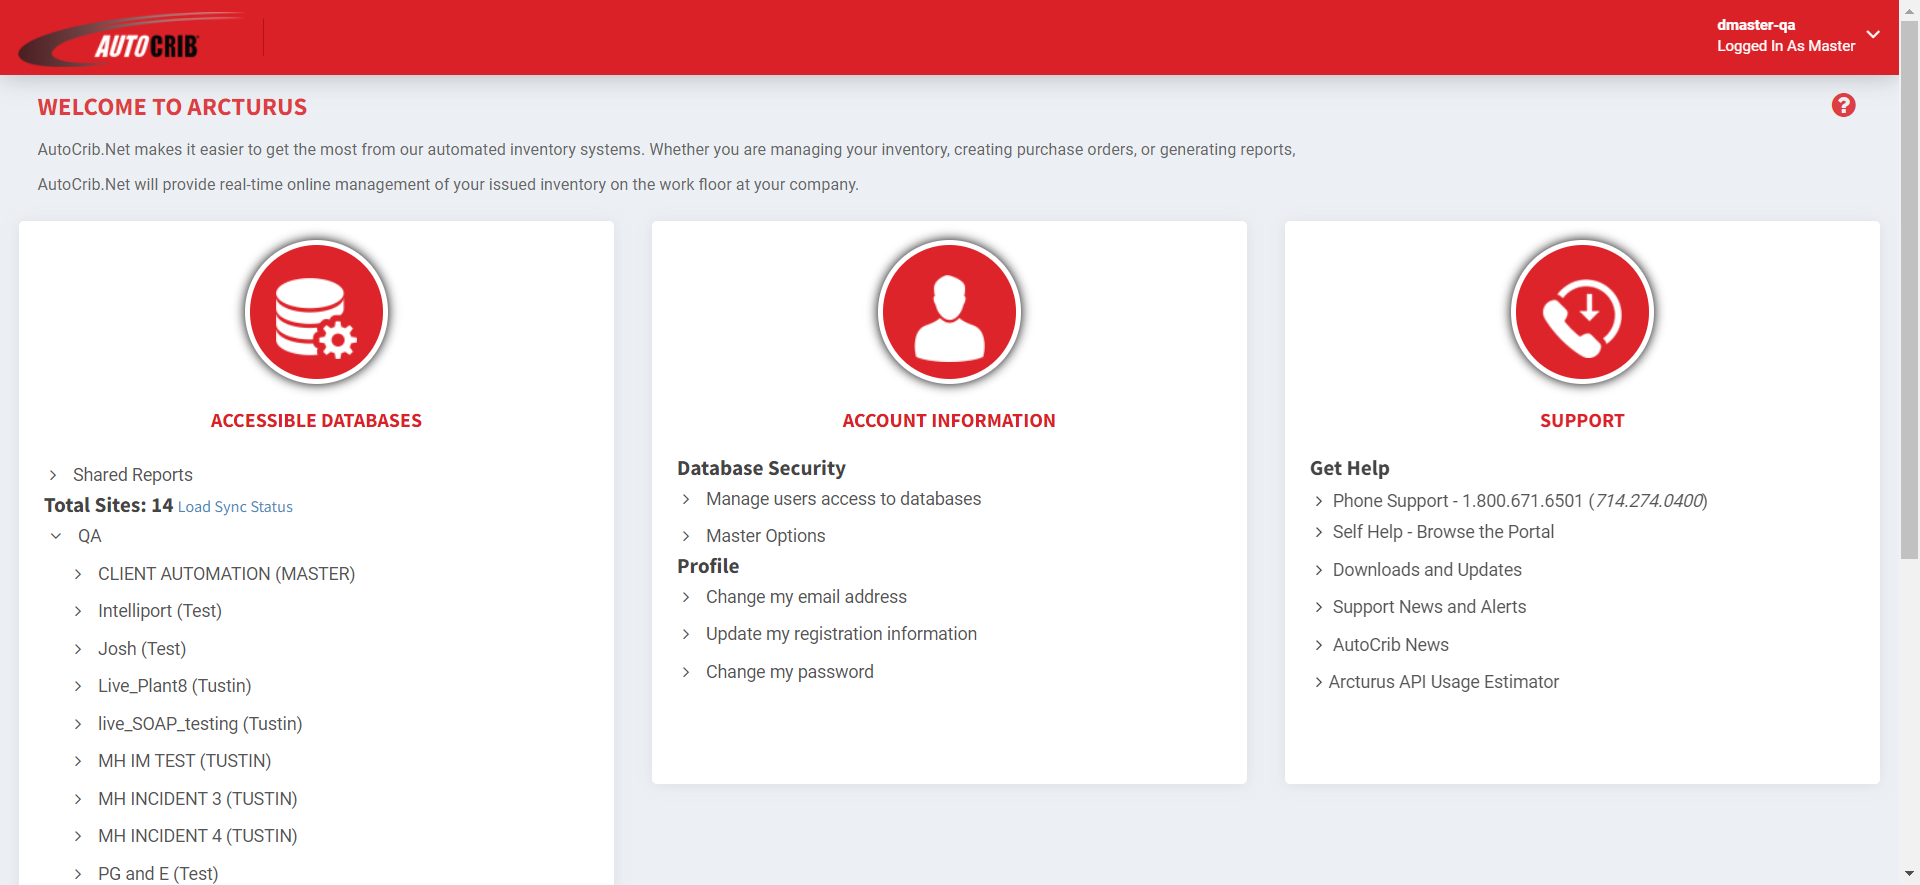 AUTOCRIB
dmaster-qa
Logged In As Master
WELCOME TO ARCTURUS
?
AutoCrib.Net makes it easier to get the most from our automated inventory systems. Whether you are managing your inventory, creating purchase orders, or generating reports,
AutoCrib.Net will provide real-time online management of your issued inventory on the work floor at your company.
ACCESSIBLE DATABASES
Shared Reports
Total Sites: 14 Load Sync Status
QA
CLIENT AUTOMATION (MASTER)
Intelliport (Test)
Josh (Test)
Live_Plant8 (Tustin)
live_SOAP_testing (Tustin)
MH IM TEST (TUSTIN)
MH INCIDENT 3 (TUSTIN)
MH INCIDENT 4 (TUSTIN)
PG and E (Test)
ACCOUNT INFORMATION
Database Security
Manage users access to databases
Master Options
Profile
Change my email address
Update my registration information
Change my password
SUPPORT
Get Help
Phone Support - 1.800.671.6501 (714.274.0400)
Self Help - Browse the Portal
Downloads and Updates
Support News and Alerts
AutoCrib News
Arcturus API Usage Estimator